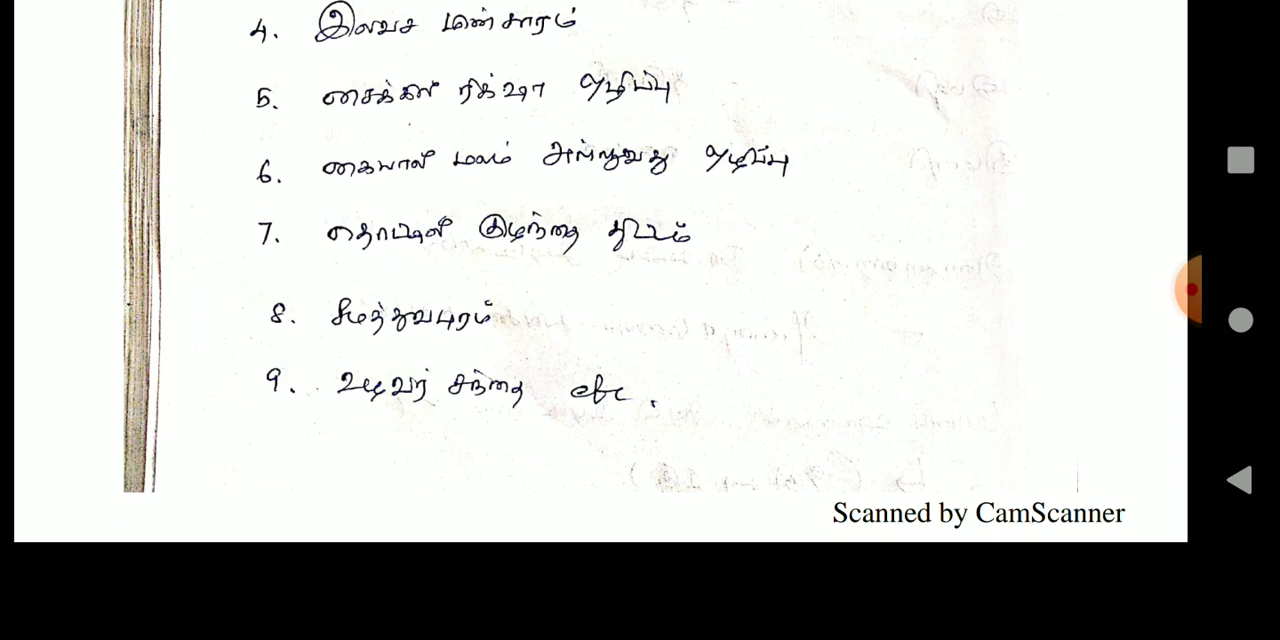 4. இலவச மின்சாரம்
5. சைக்கிள் ரிக்ஷா ஒழிப்பு
6. கையால் மலம் அள்ளுவது ஒழிப்பு
7. தொட்டில் குழந்தை திட்டம்
8. சமத்துவபுரம்
9. உழவர் சந்தை etc.
Scanned by CamScanner